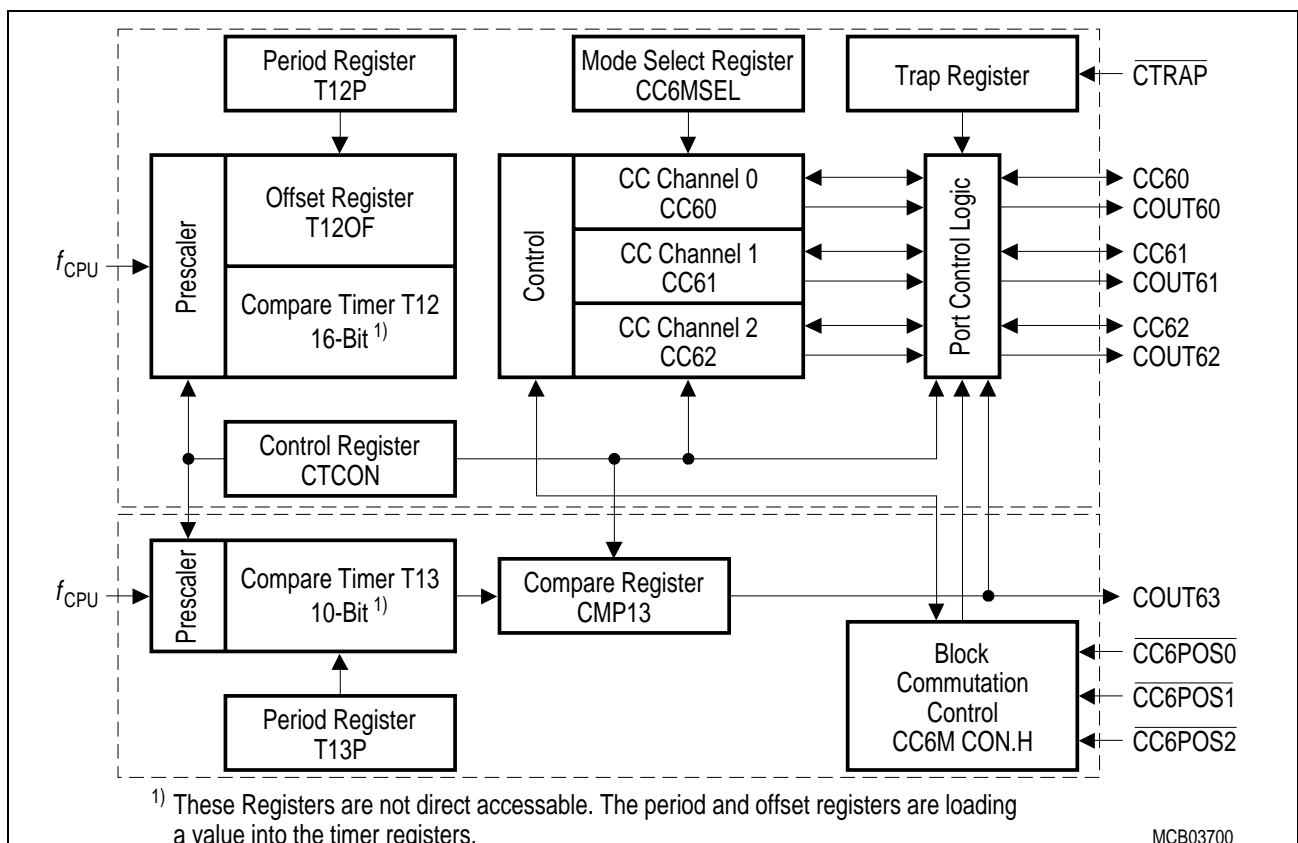 Period Register
T12P
Mode Select Register
CC6MSEL
Trap Register
CTRAP
Prescaler
Offset Register
T12OF
Compare Timer T12
16-Bit 1)
fCPU
Control
CC Channel 0
CC60
CC Channel 1
CC61
CC Channel 2
CC62
Port Control Logic
CC60
COUT60
CC61
COUT61
CC62
COUT62
Control Register
CTCON
fCPU
Prescaler
Compare Timer T13
10-Bit 1)
Compare Register
CMP13
COUT63
Period Register
T13P
Block
Commutation
Control
CC6M CON.H
CC6POS0
CC6POS1
CC6POS2
1) These Registers are not direct accessable. The period and offset registers are loading
a value into the timer registers.
MCB03700